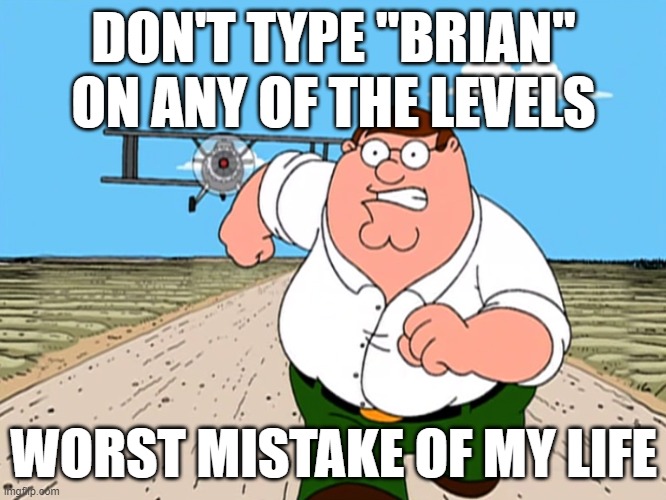 DON'T TYPE "BRIAN"
ON ANY OF THE LEVELS
WORST MISTAKE OF MY LIFE
imgflip.com